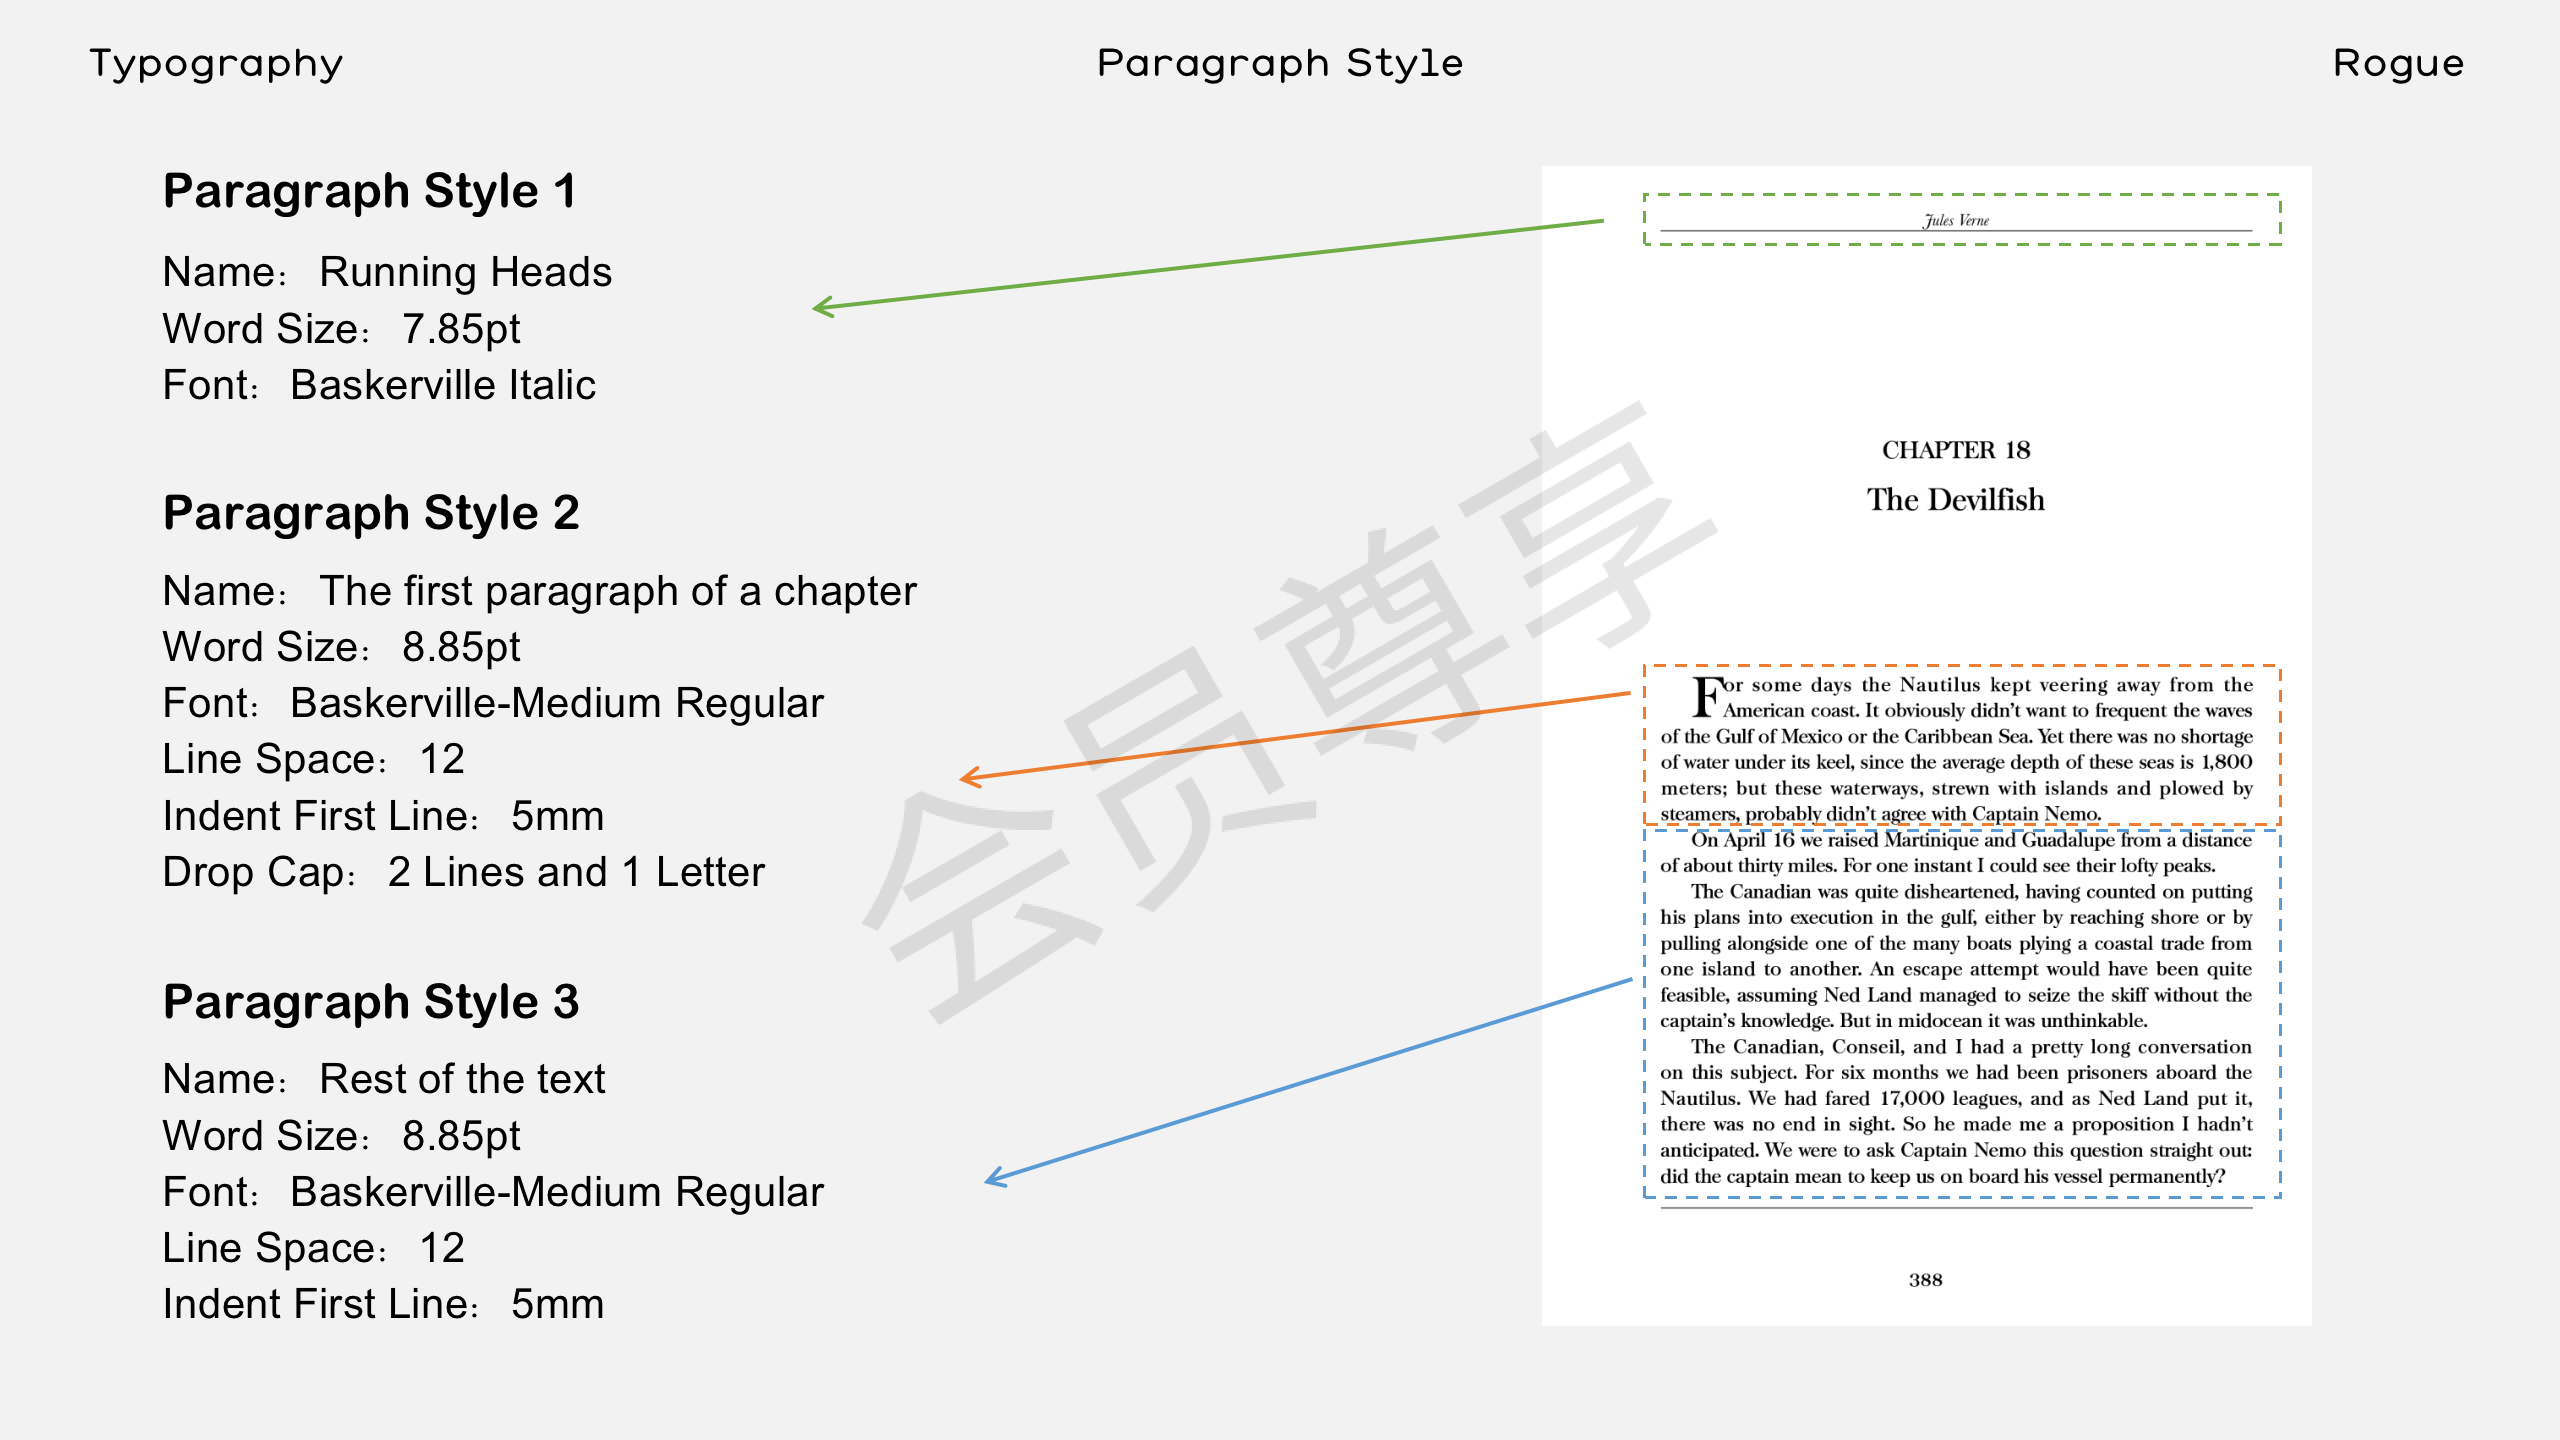 Typography
Paragraph Style
Rogue
Paragraph Style 1
Name： Running Heads
Word Size： 7.85pt
Font： Baskerville Italic
Paragraph Style 2
Name： The first paragraph of a chapter
Word Size： 8.85pt
Font： Baskerville-Medium Regular
Line Space： 12
Indent First Line： 5mm
Drop Cap： 2 Lines and 1 Letter
Paragraph Style 3
Name： Rest of the text
Word Size： 8.85pt
Font： Baskerville-Medium Regular
Line Space： 12
Indent First Line： 5mm
Jules Verne
CHAPTER 18
The Devilfish
For some days the Nautilus kept veering away from the
American coast. It obviously didn’t want to frequent the waves
of the Gulf of Mexico or the Caribbean Sea. Yet there was no shortage
of water under its keel, since the average depth of these seas is 1,800
meters; but these waterways, strewn with islands and plowed by
steamers, probably didn’t agree with Captain Nemo.
On April 16 we raised Martinique and Guadalupe from a distance
of about thirty miles. For one instant I could see their lofty peaks.
The Canadian was quite disheartened, having counted on putting
his plans into execution in the gulf, either by reaching shore or by
pulling alongside one of the many boats plying a coastal trade from
one island to another. An escape attempt would have been quite
feasible, assuming Ned Land managed to seize the skiff without the
captain’s knowledge. But in midocean it was unthinkable.
The Canadian, Conseil, and I had a pretty long conversation
on this subject. For six months we had been prisoners aboard the
Nautilus. We had fared 17,000 leagues, and as Ned Land put it,
there was no end in sight. So he made me a proposition I hadn’t
anticipated. We were to ask Captain Nemo this question straight out:
did the captain mean to keep us on board his vessel permanently?
388
会员尊享